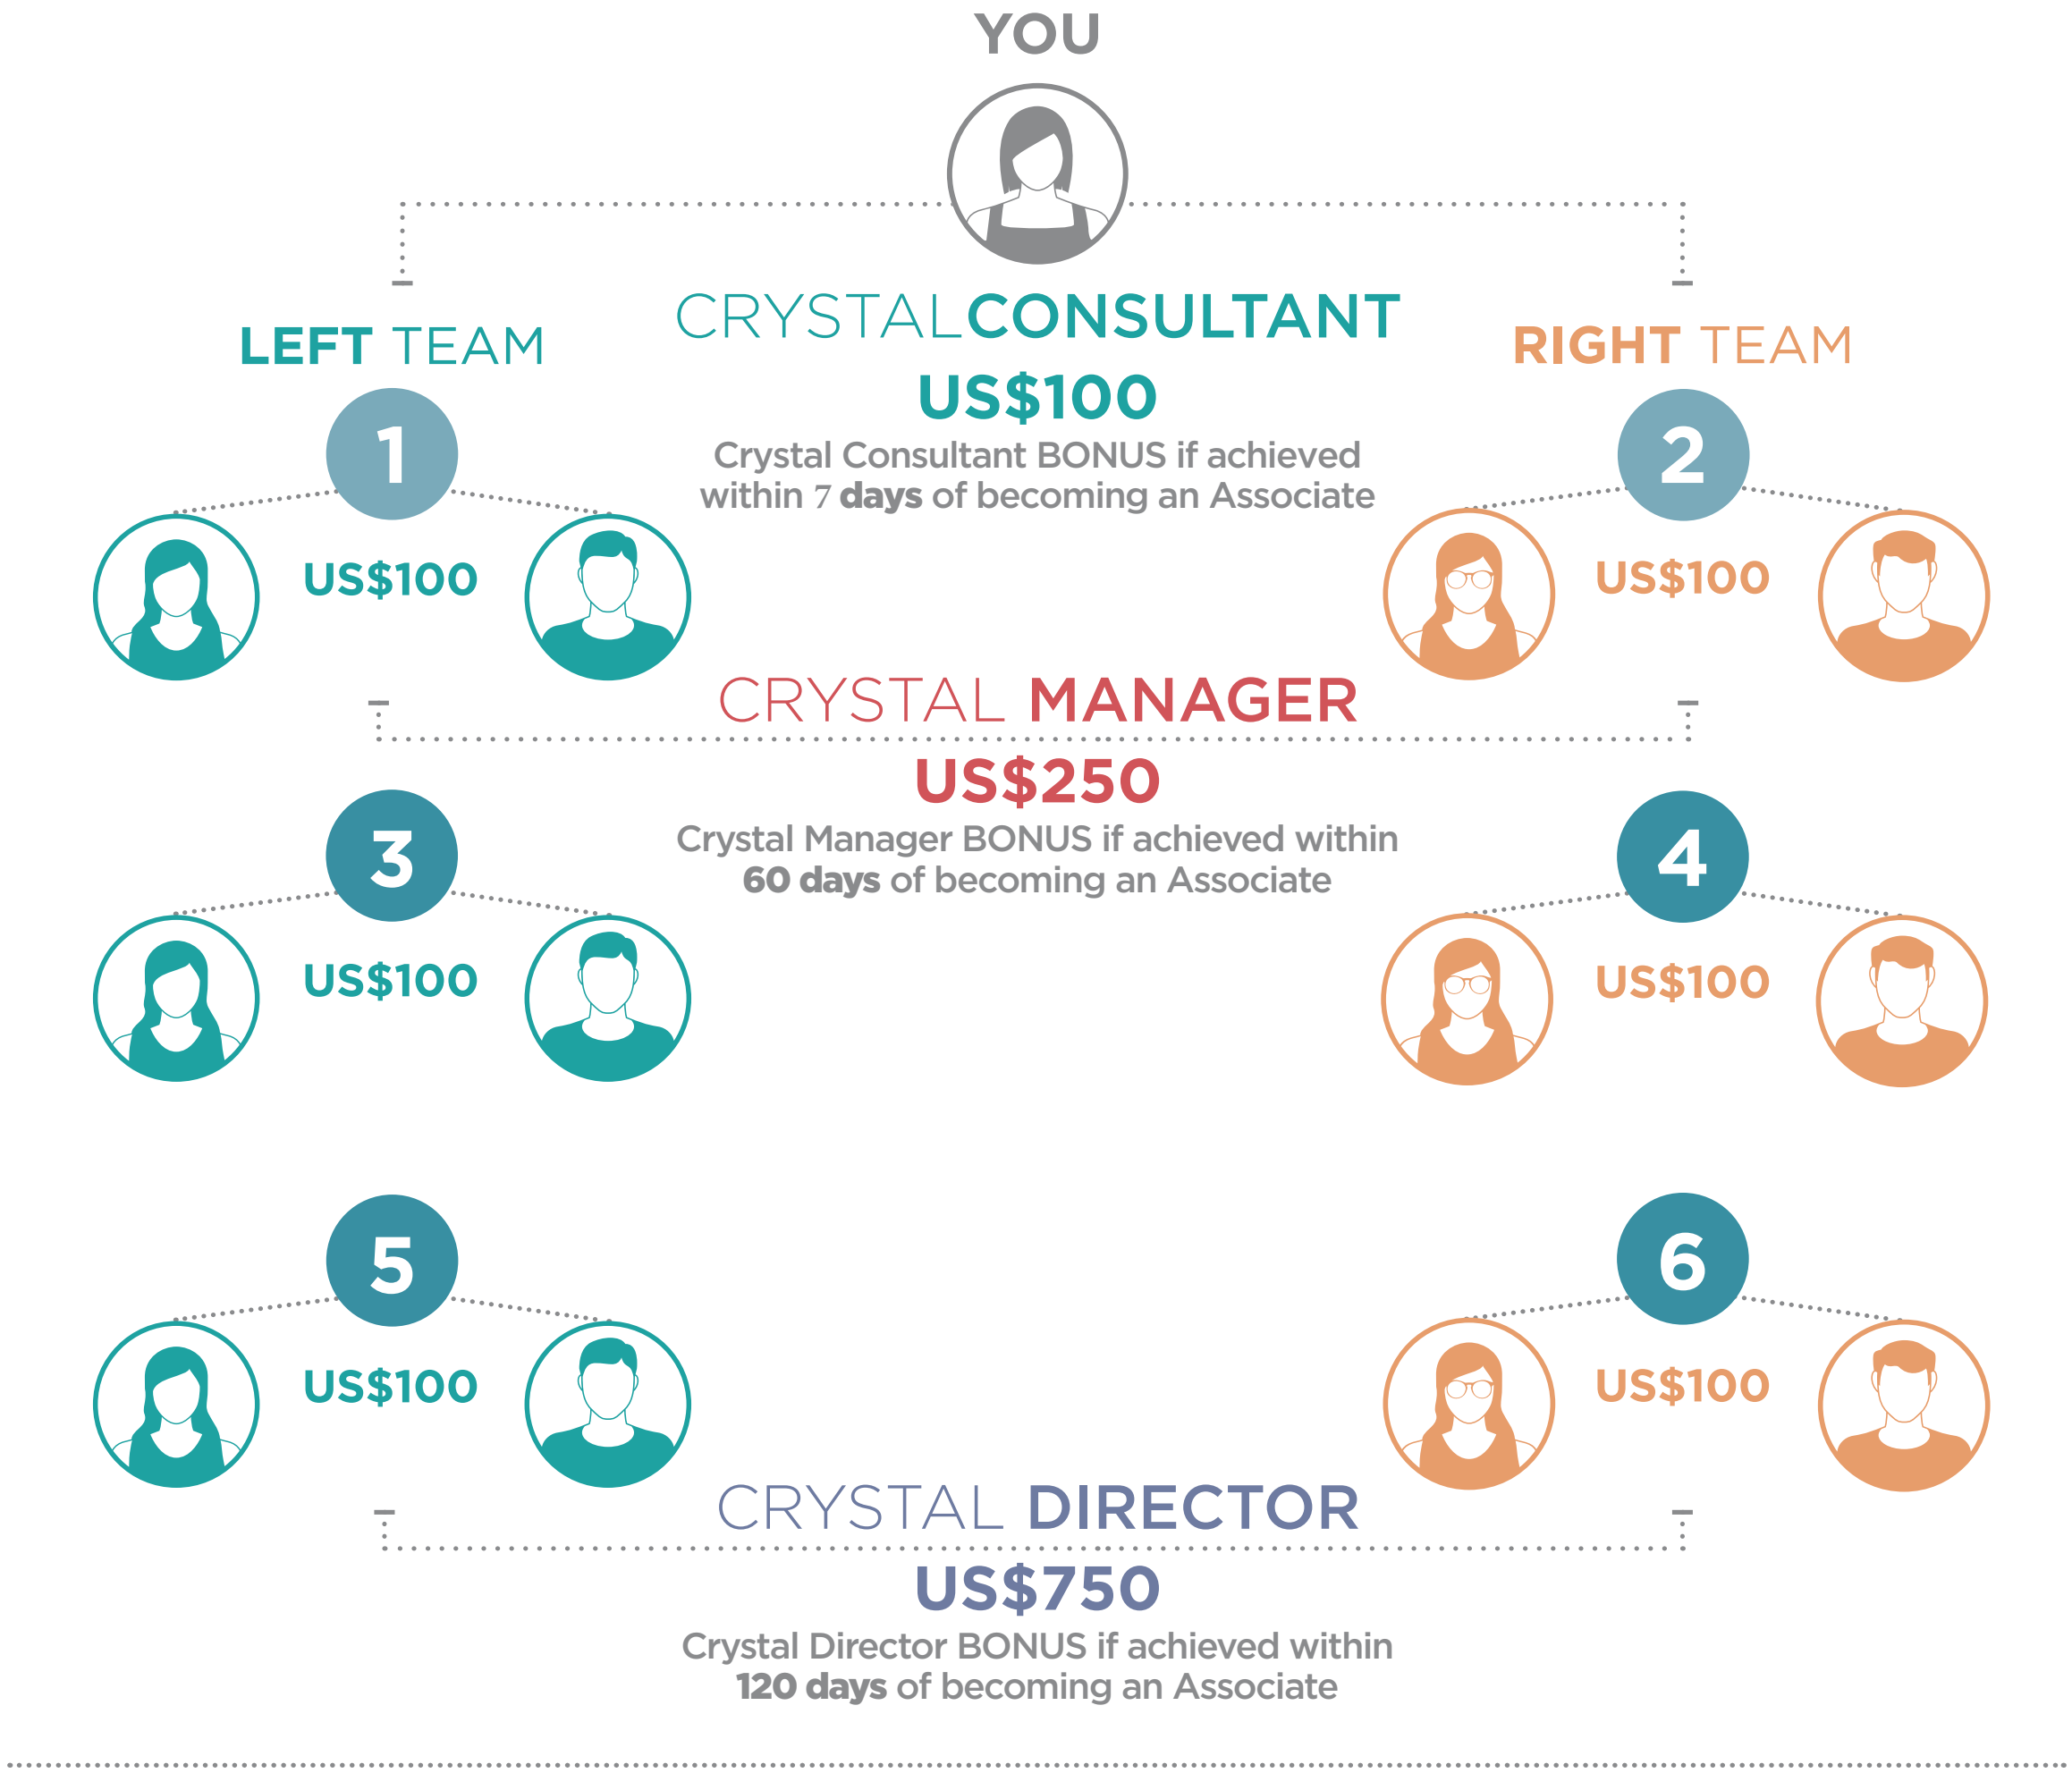 YOU
CRYSTALCONSULTANT
LEFT TEAM
RIGHT TEAM
US$100
1
2
Crystal Consultant BONUS if achieved
within 7 days of becoming an Associate
US$100
US$100
CRYSTAL MANAGER
US$250
3
4
Crystal Manager BONUS if achieved within
60 days of becoming an Associate
US$100
US$100
5
6
US$100
US$100
CRYSTAL DIRECTOR
US$750
Crystal Director BONUS if achieved within
120 days of becoming an Associate